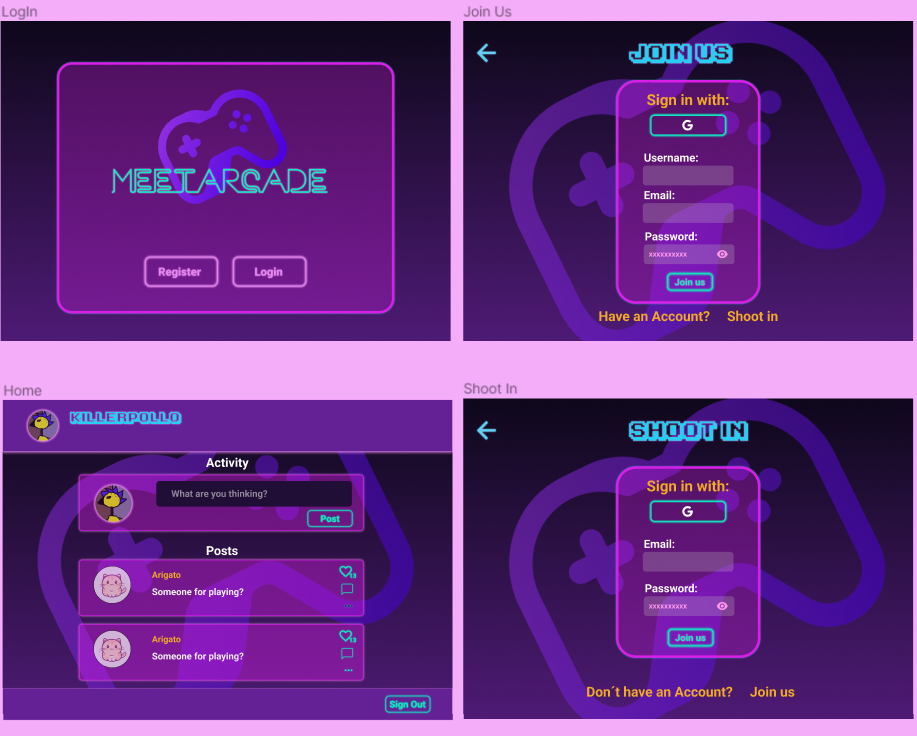 LogIn
MEETARCADE
Register
Login
Join Us
JOIN US
Sign in with:
G
Username:
Email:
Password:
xxxxxxxxxx
Join us
Have an Account? Shoot in
Home
KILLERPOLLO
Activity
What are you thinking?
Post
Posts
Arigato
13
Someone for playing?
Arigato
13
Someone for playing?
Sign Out
Shoot In
SHOOT IN
Sign in with:
G
Email:
Password:
xxxxxxxxxx
Join us
Don´t have an Account? Join us